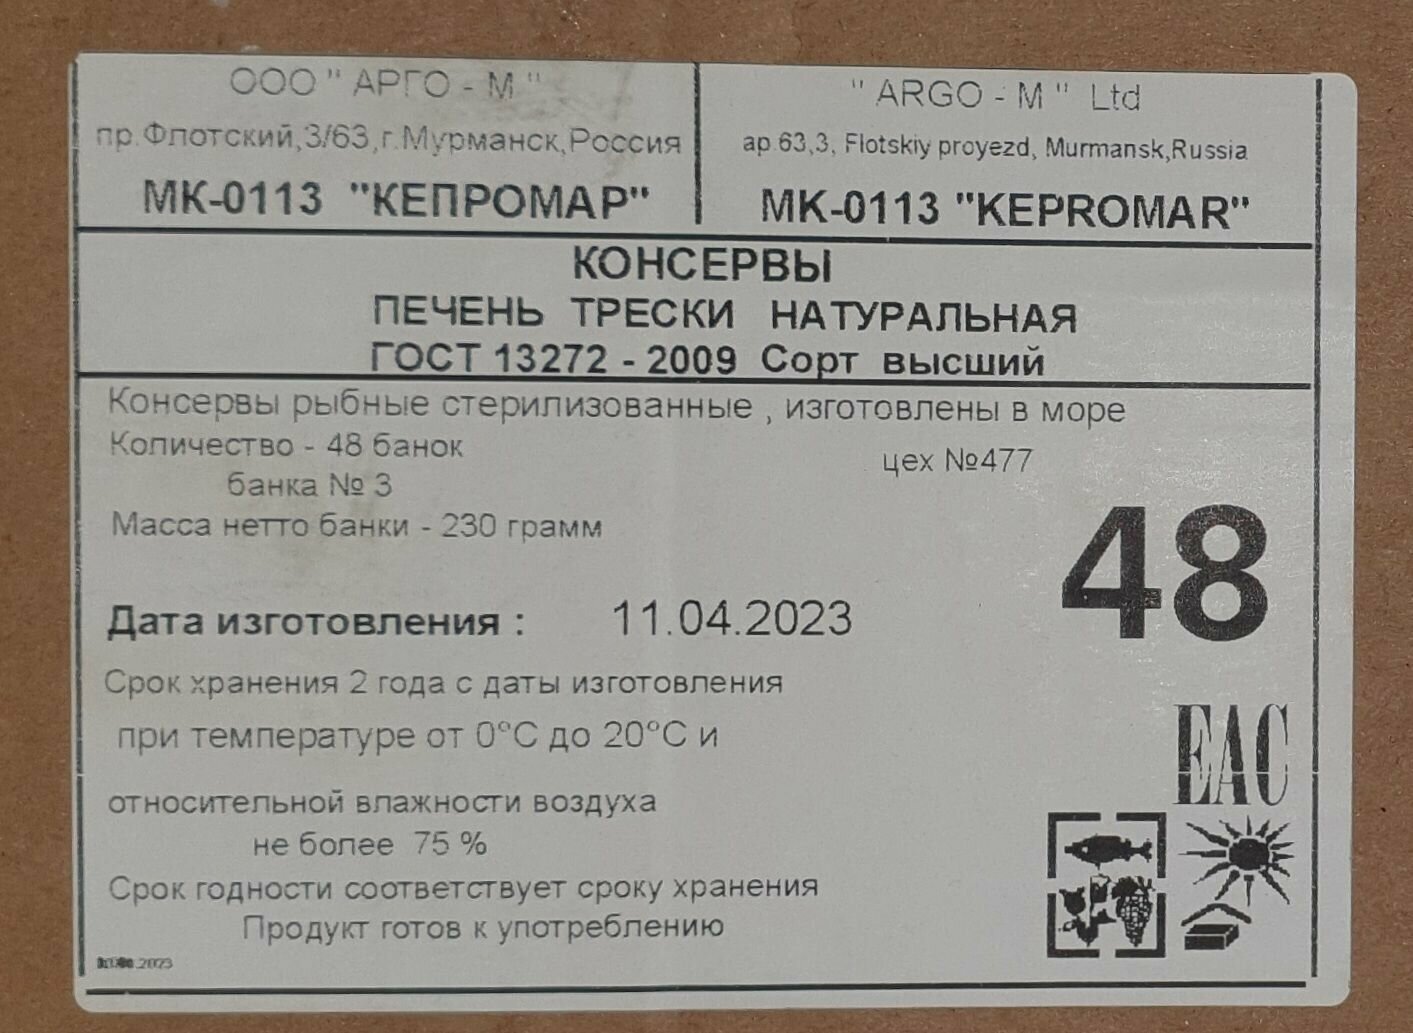 ООО " АРГО - М "
пр.Флотский,3/63,г.Мурманск,Россия
МК-0113 "КЕПРОМАР"
" ARGO - M " Ltd
ap.63,3, Flotskiy proyezd, Murmansk,Russia
MK-0113 "KEPROMAR"
КОНСЕРВЫ
ПЕЧЕНЬ ТРЕСКИ НАТУРАЛЬНАЯ
ГОСТ 13272 - 2009 Сорт высший
Консервы рыбные стерилизованные , изготовлены в море
Количество - 48 банок
цех №477
банка № 3
Масса нетто банки - 230 грамм
48
Дата изготовления : 11.04.2023
Срок хранения 2 года с даты изготовления
при температуре от 0°С до 20°С и
относительной влажности воздуха
не более 75 %
Срок годности соответствует сроку хранения
Продукт готов к употреблению
EAC